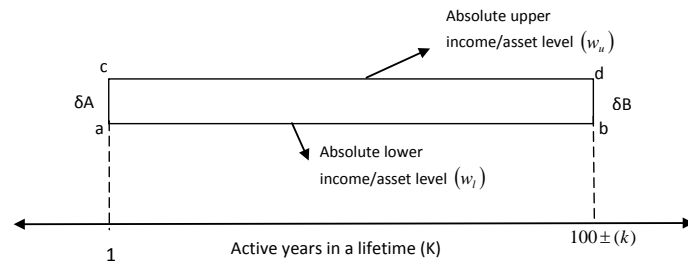 Absolute upper
income/asset level (w_u)
c
d
δA
δB
a
b
Absolute lower
income/asset level (w_l)
1
Active years in a lifetime (K)
100 ± (k)